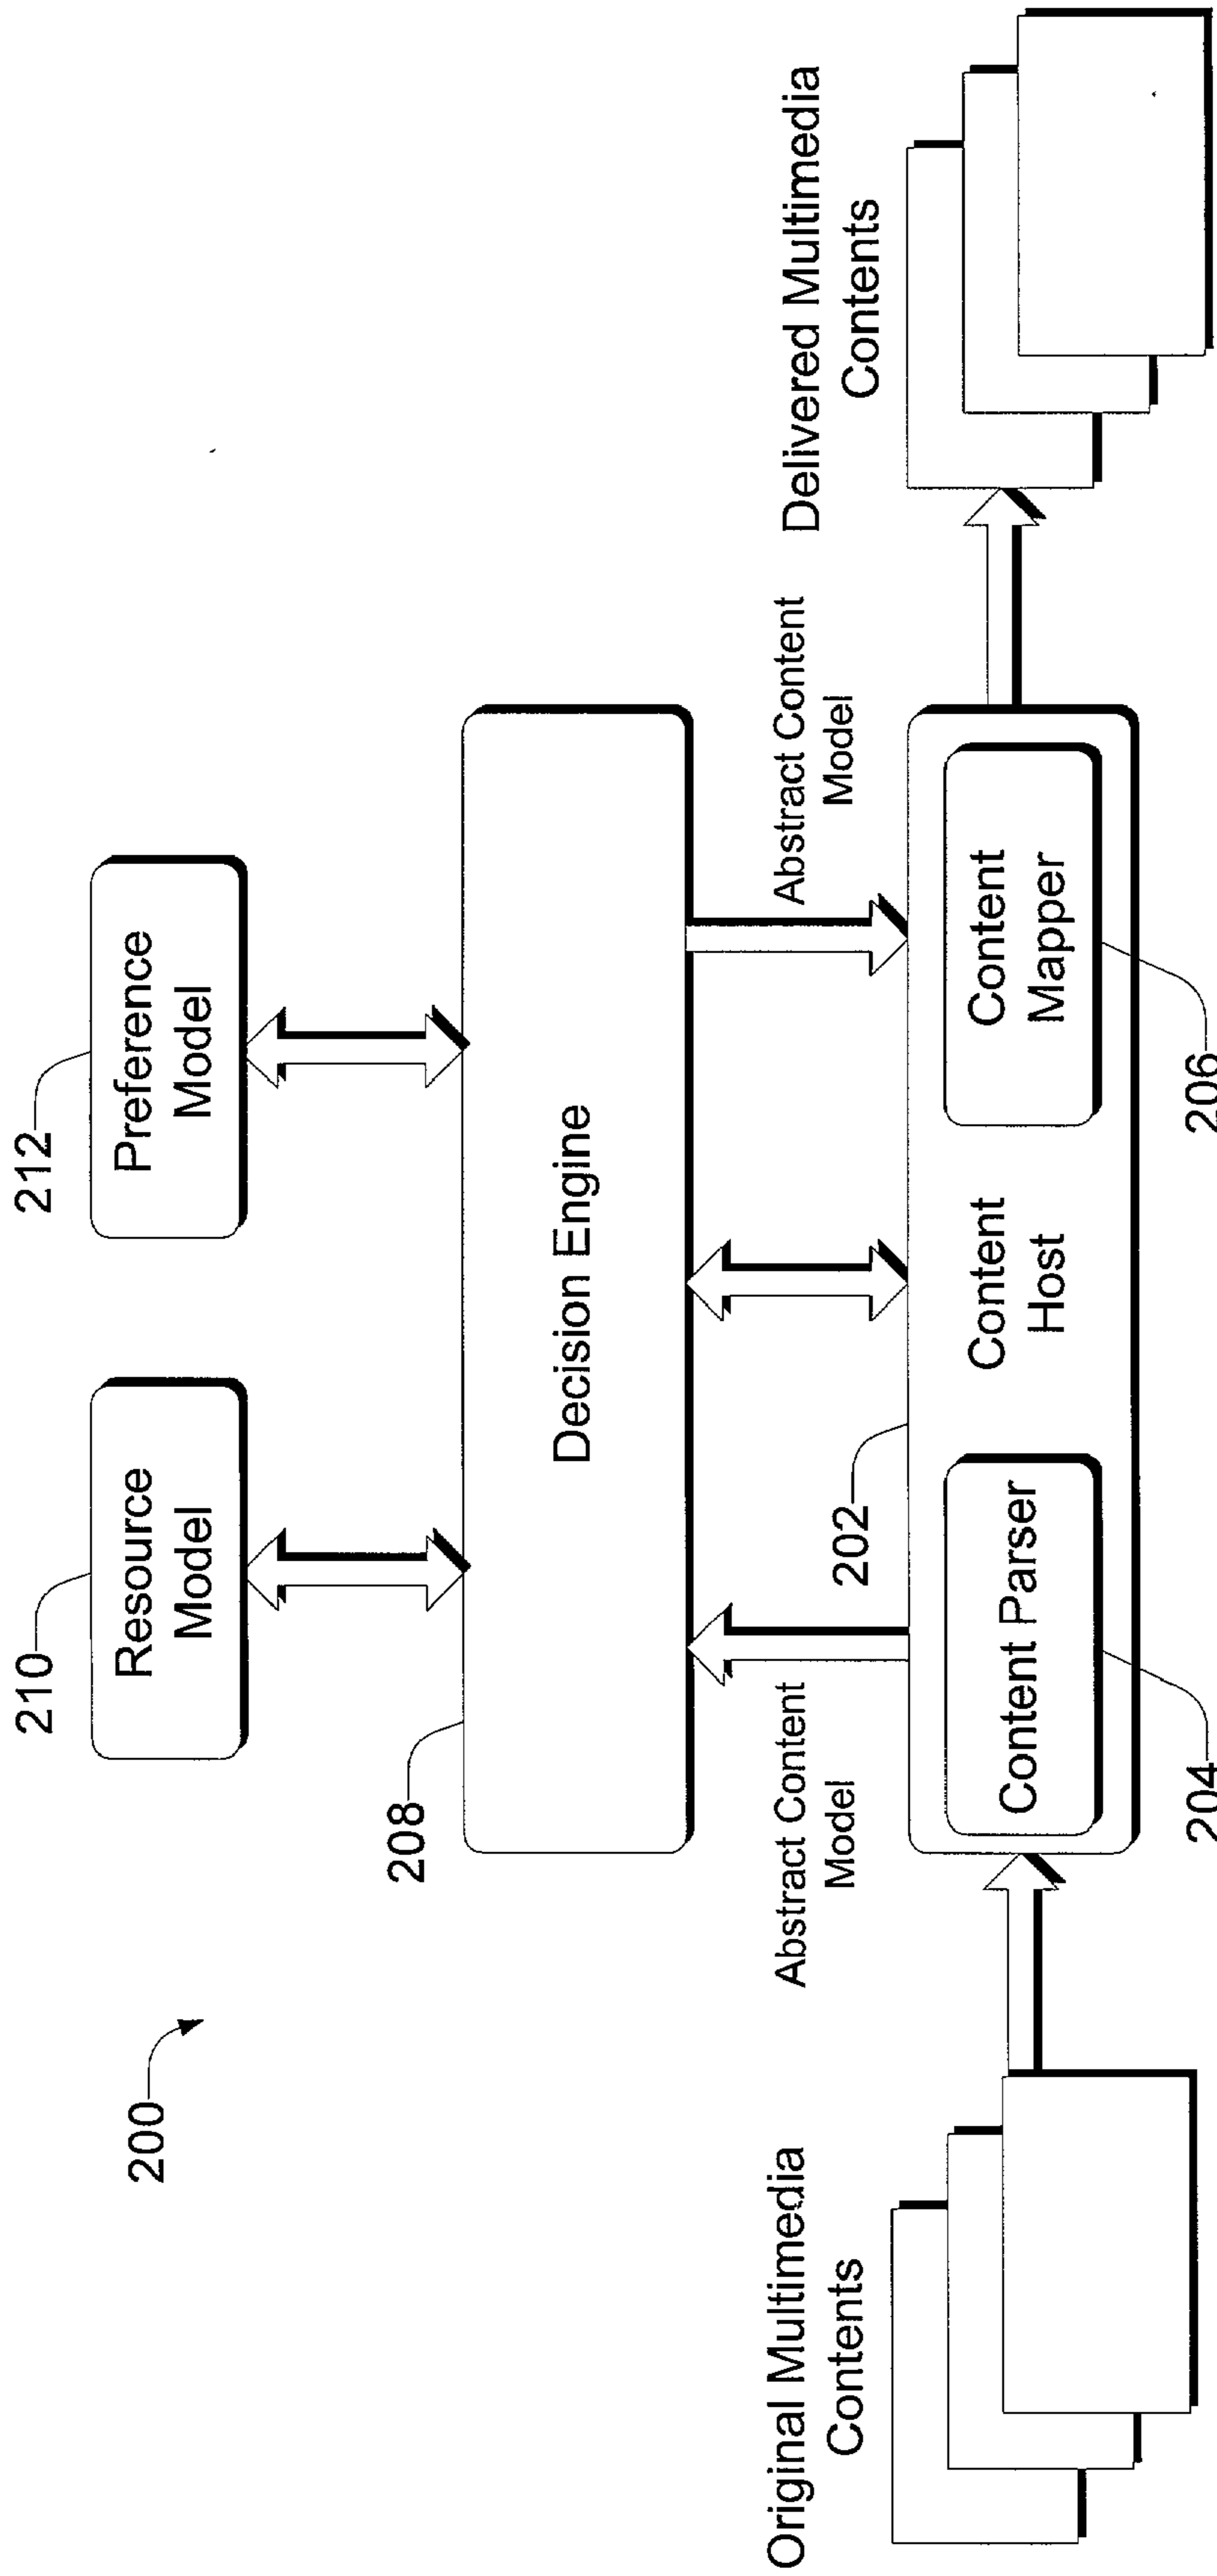 200
210
Resource
Model
212
Preference
Model
208
Decision Engine
Abstract Content
Model
Abstract Content
Model
Original Multimedia
Contents
202
Content Parser
204
Content
Host
Content
Mapper
206
Delivered Multimedia
Contents